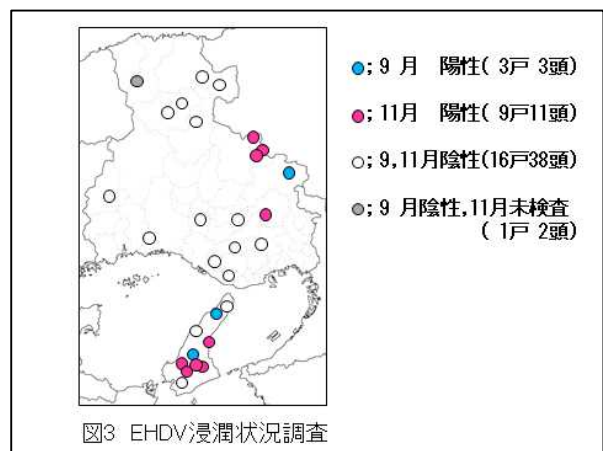 ●; 9 月　陽性( 3戸 3頭)
●; 11月　陽性( 9戸11頭)
○; 9,11月陰性(16戸38頭)
●; 9 月陰性,11月未検査
( 1戸 2頭)
図3 EHDV浸潤状況調査